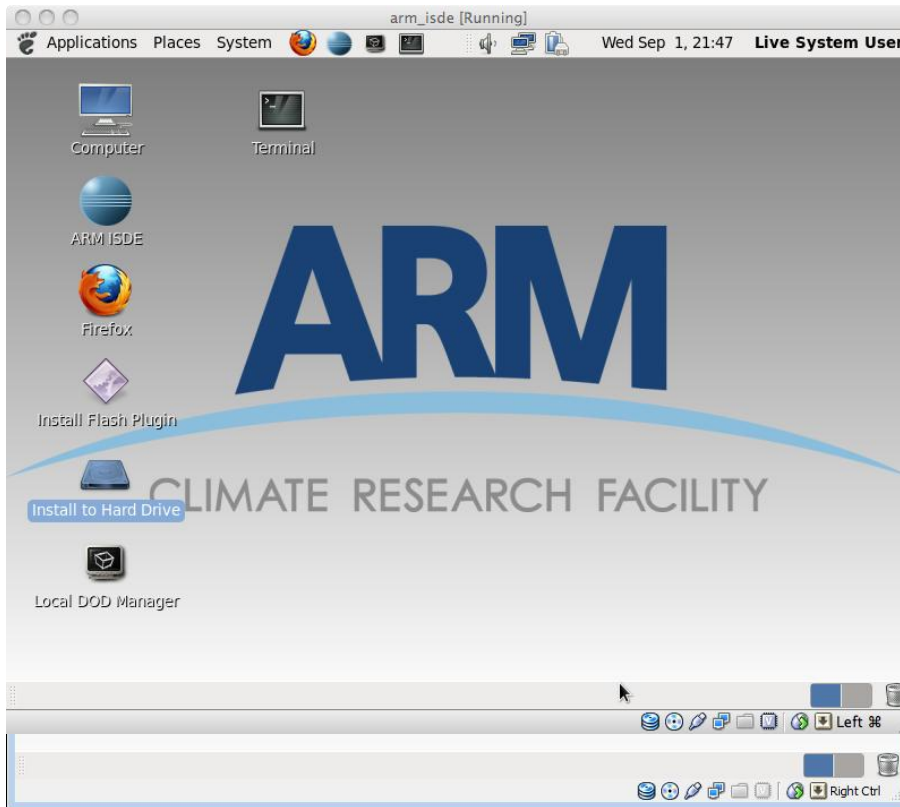 arm_isde [Running]
Applications Places System Wed Sep 1, 21:47 Live System User
Computer Terminal
ARM ISDE
Firefox
Install Flash Plugin
Install to Hard Drive
Local DOD Manager
ARM
CLIMATE RESEARCH FACILITY
Left ⌘
Right Ctrl